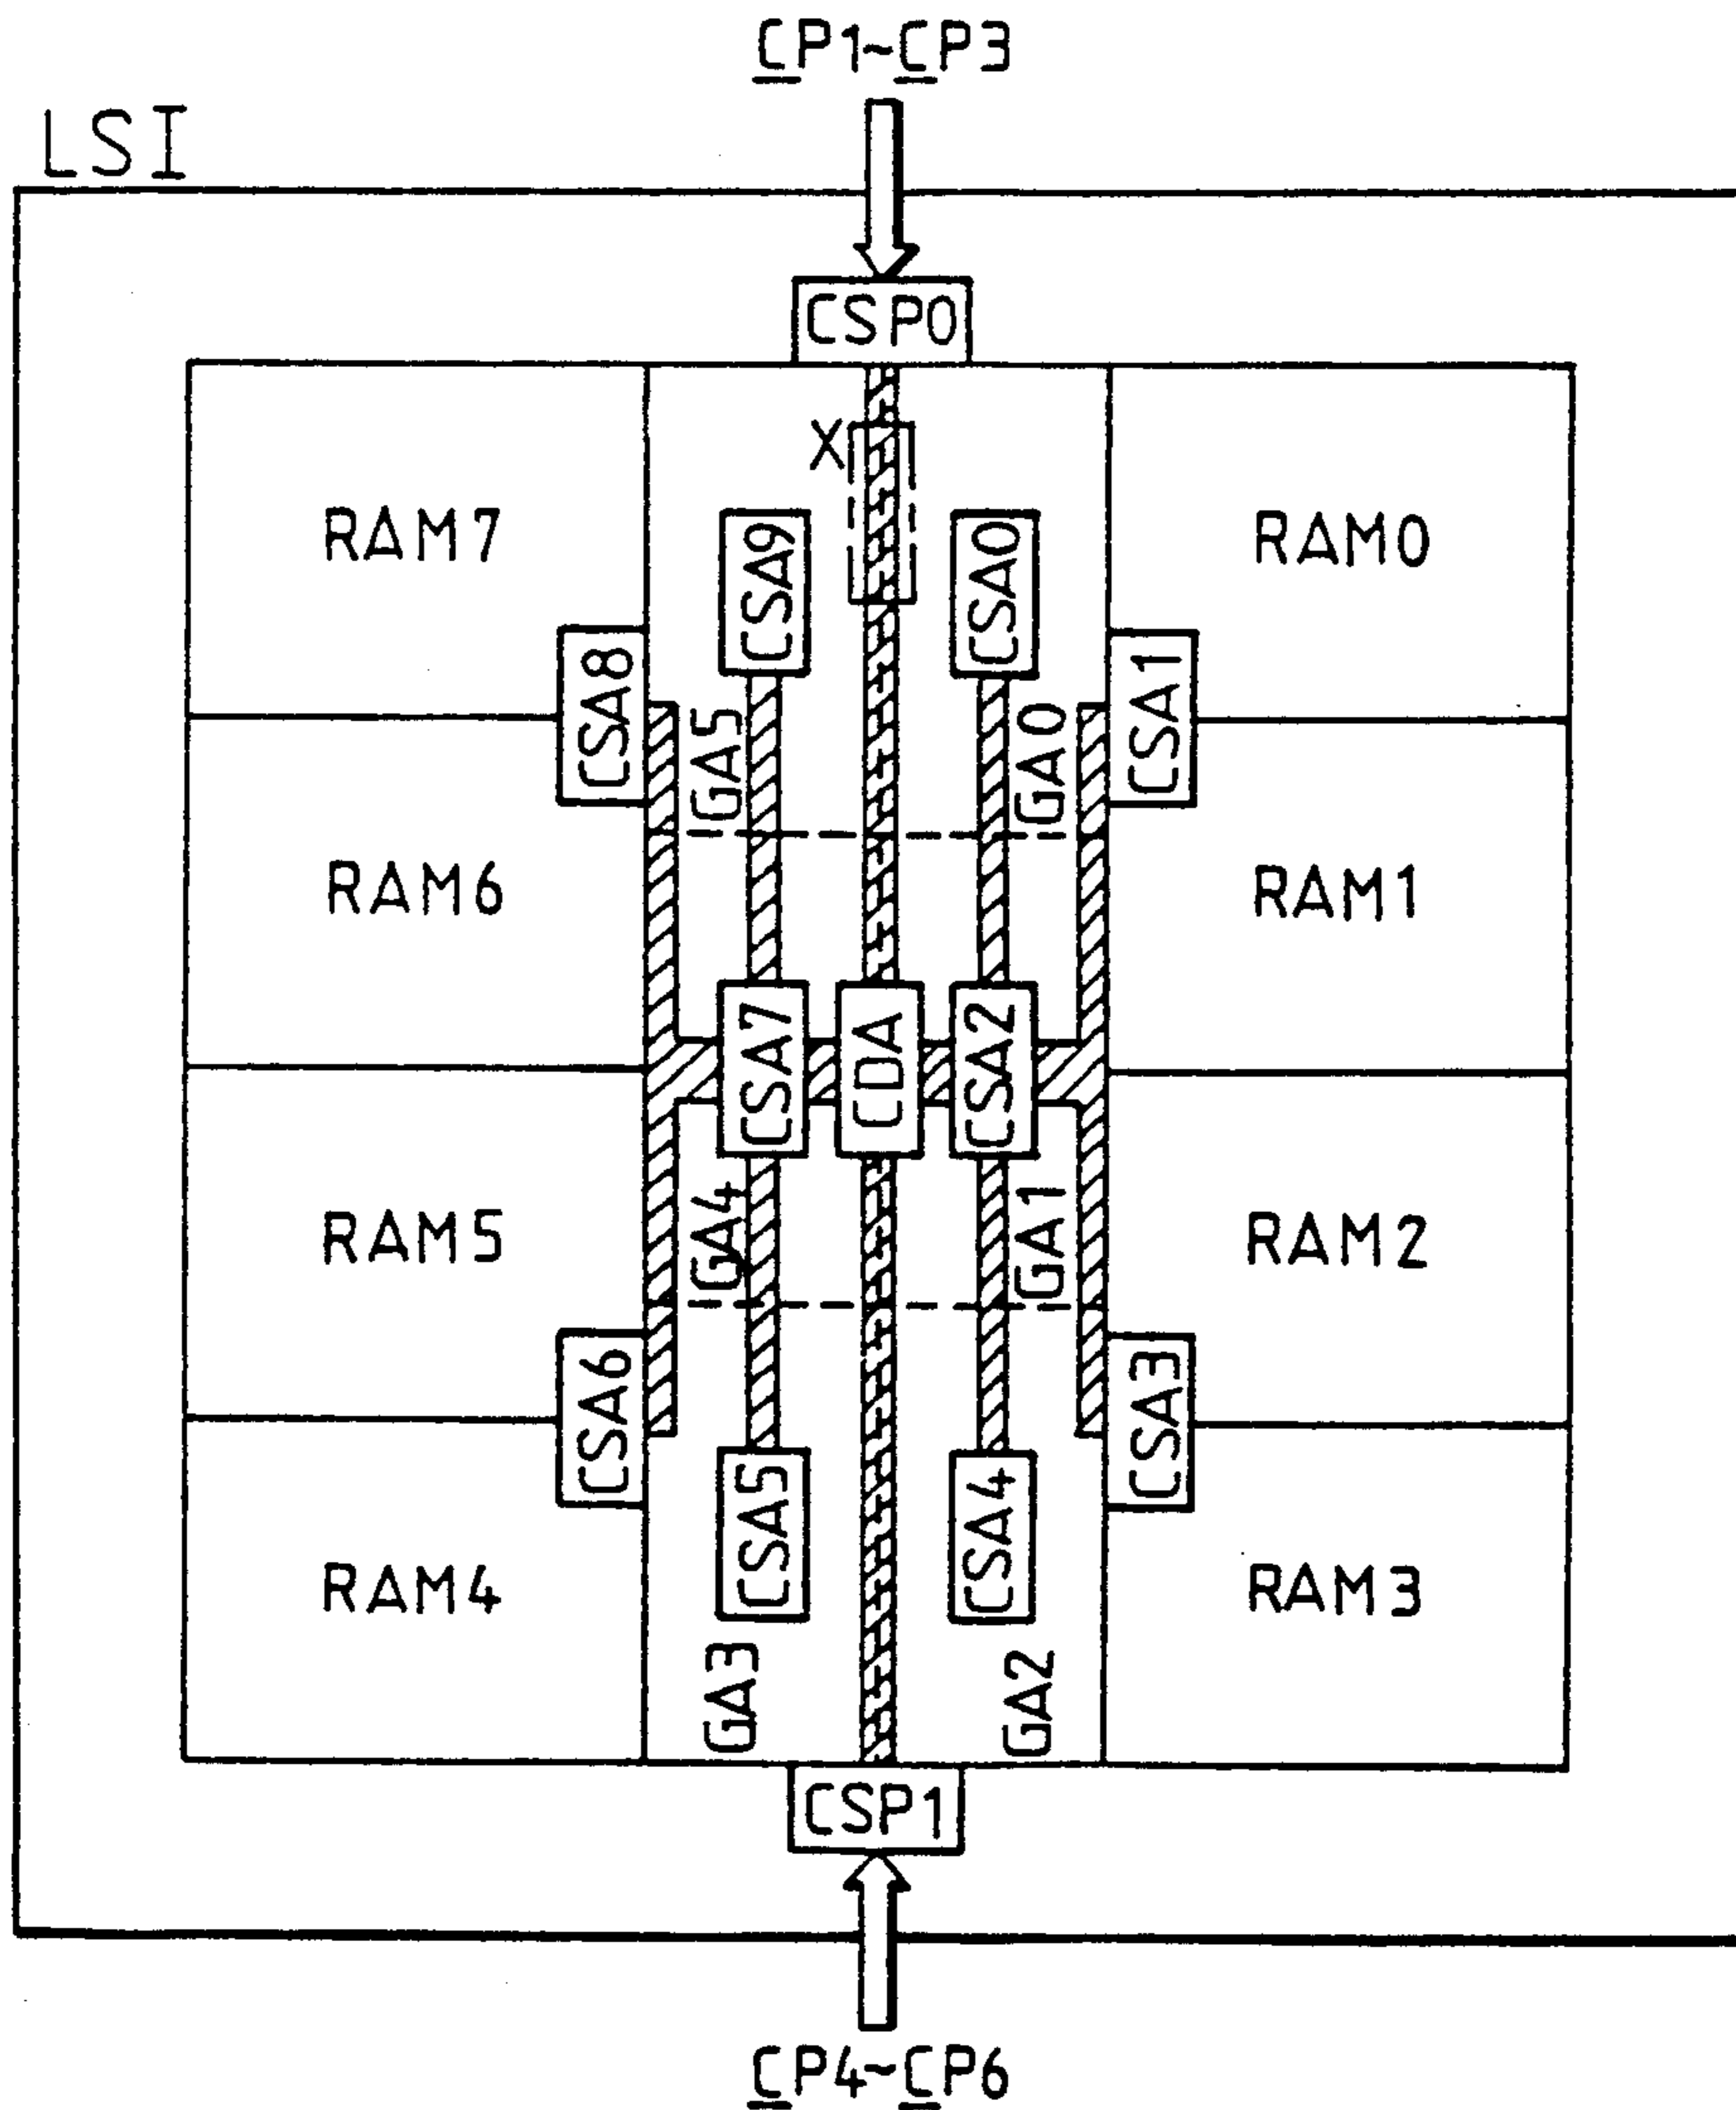 CP1~CP3
LSI
CSP0
X
RAM7
CSA9
CSA0
RAM0
CSA8
GA5
GA0
CSA1
RAM6
RAM1
CSA7
CDA
CSA2
RAM5
GA4
GA1
RAM2
CSA6
CSA5
CSA4
CSA3
RAM4
RAM3
GA3
GA2
CSP1
CP4~CP6